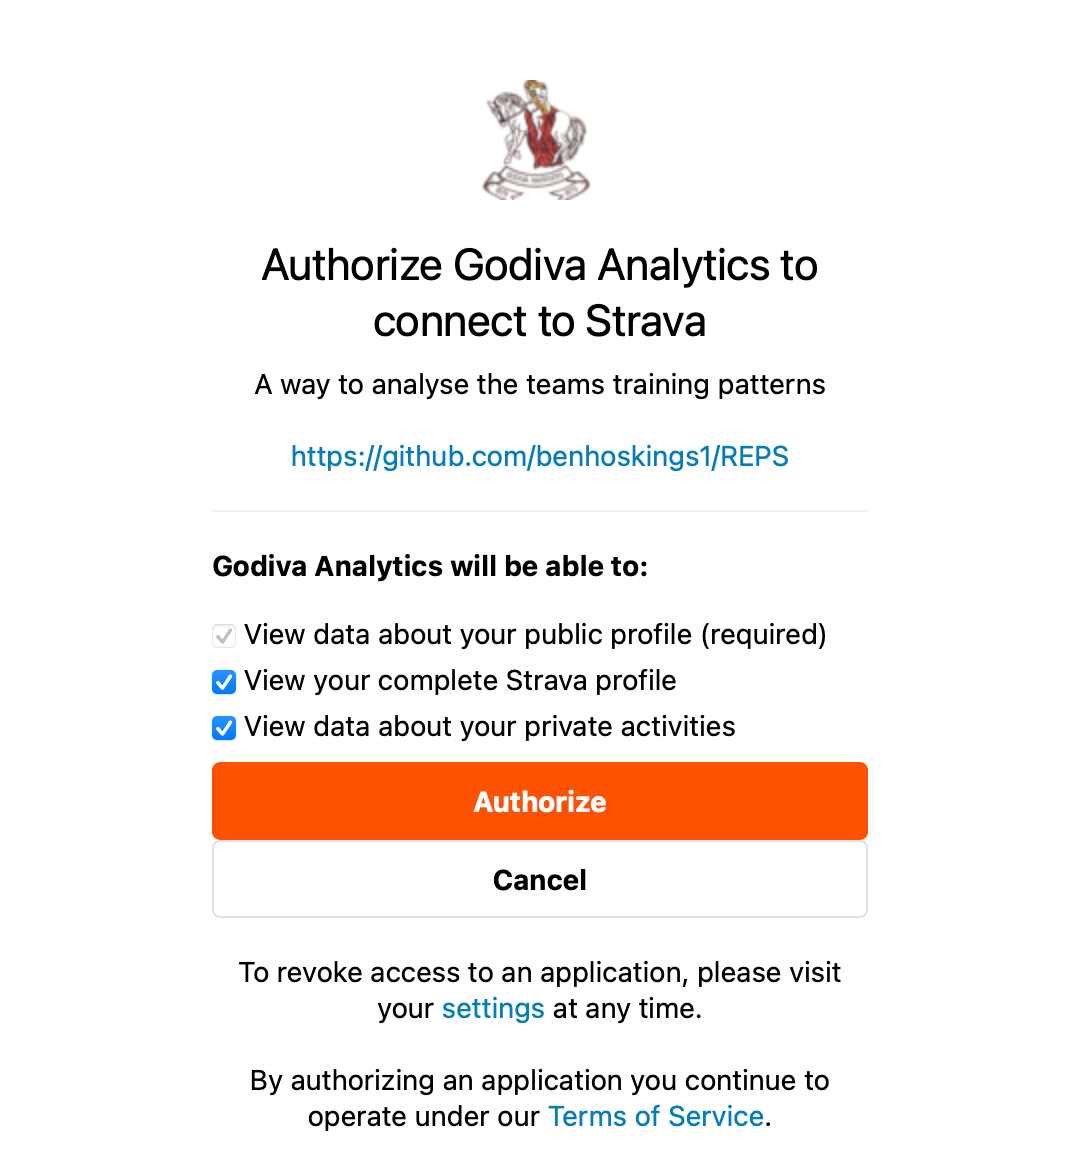 Authorize Godiva Analytics to
connect to Strava
A way to analyse the teams training patterns
https://github.com/benhoskings1/REPS
Godiva Analytics will be able to:
View data about your public profile (required)
View your complete Strava profile
View data about your private activities
Authorize
Cancel
To revoke access to an application, please visit
your settings at any time.
By authorizing an application you continue to
operate under our Terms of Service.